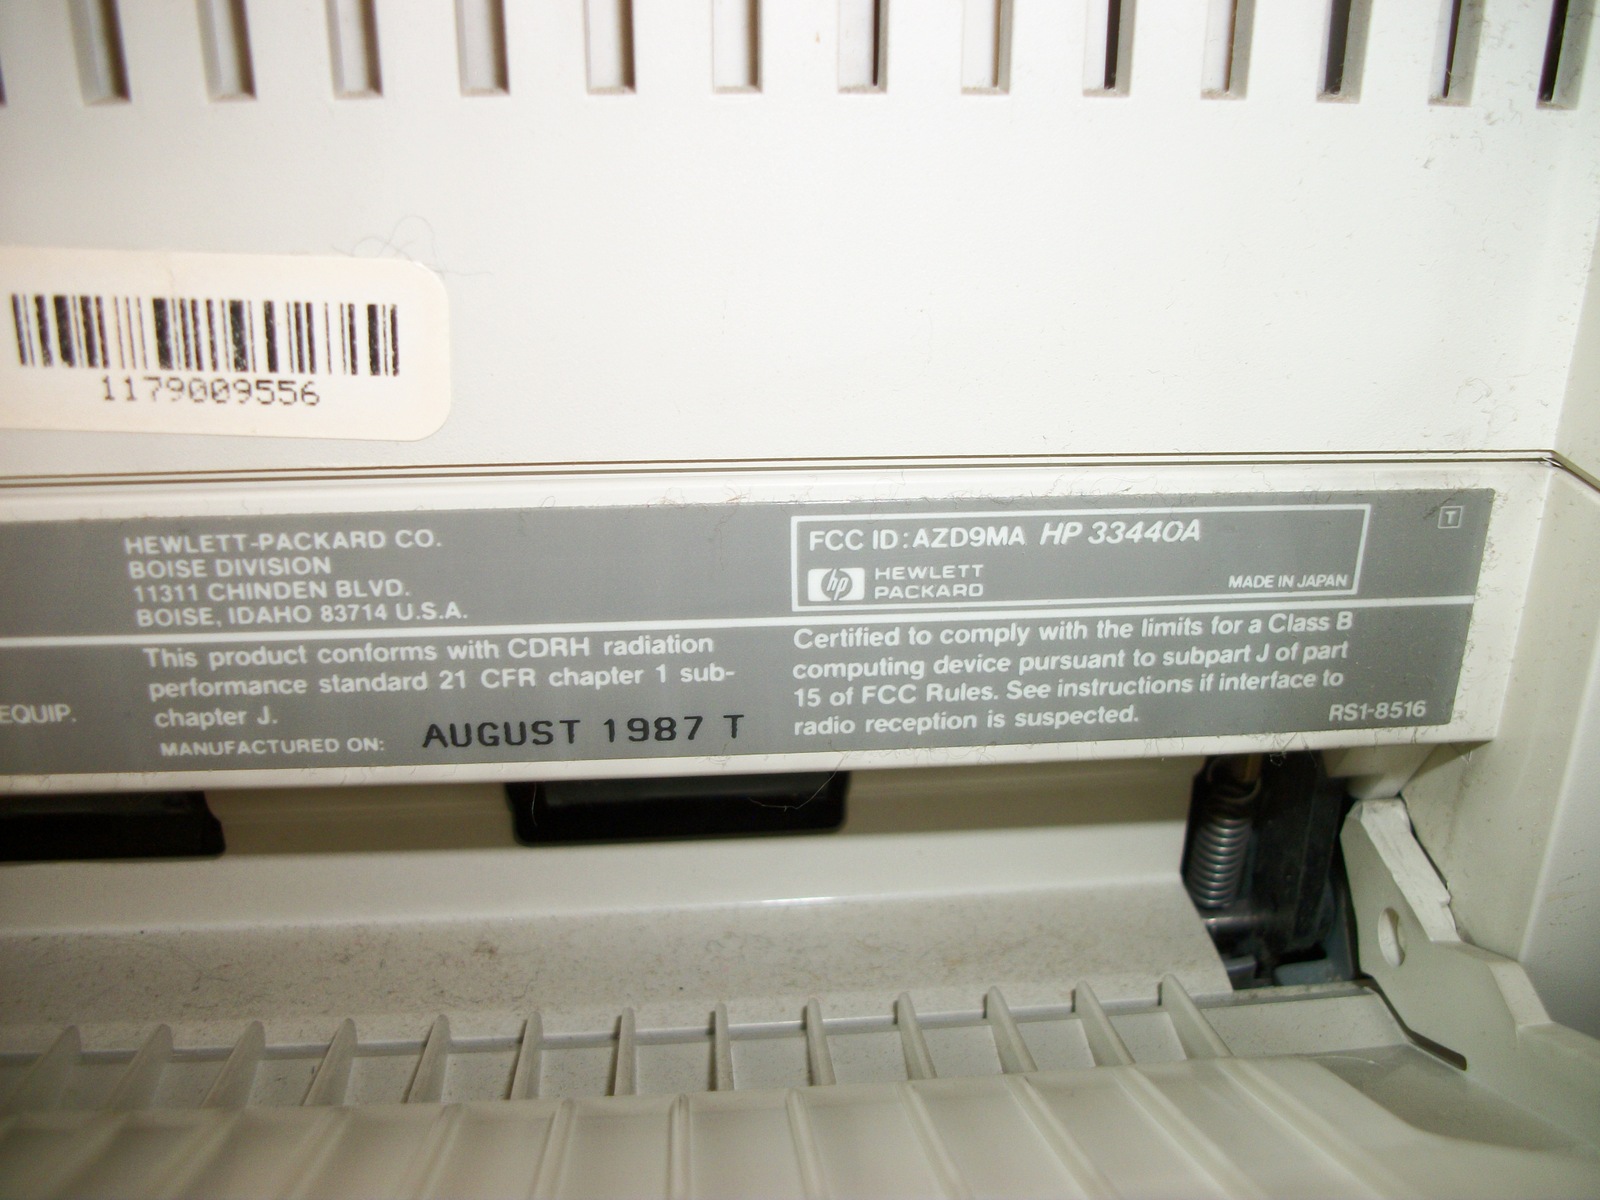 1179009556
HEWLETT-PACKARD CO.
BOISE DIVISION
11311 CHINDEN BLVD.
BOISE, IDAHO 83714 U.S.A.
FCC ID: AZD9MA HP 33440A
hp HEWLETT
PACKARD
MADE IN JAPAN
T
EQUIP.
This product conforms with CDRH radiation
performance standard 21 CFR chapter 1 sub-
chapter J.
MANUFACTURED ON: AUGUST 1987 T
Certified to comply with the limits for a Class B
computing device pursuant to subpart J of part
15 of FCC Rules. See instructions if interface to
radio reception is suspected.
RS1-8516